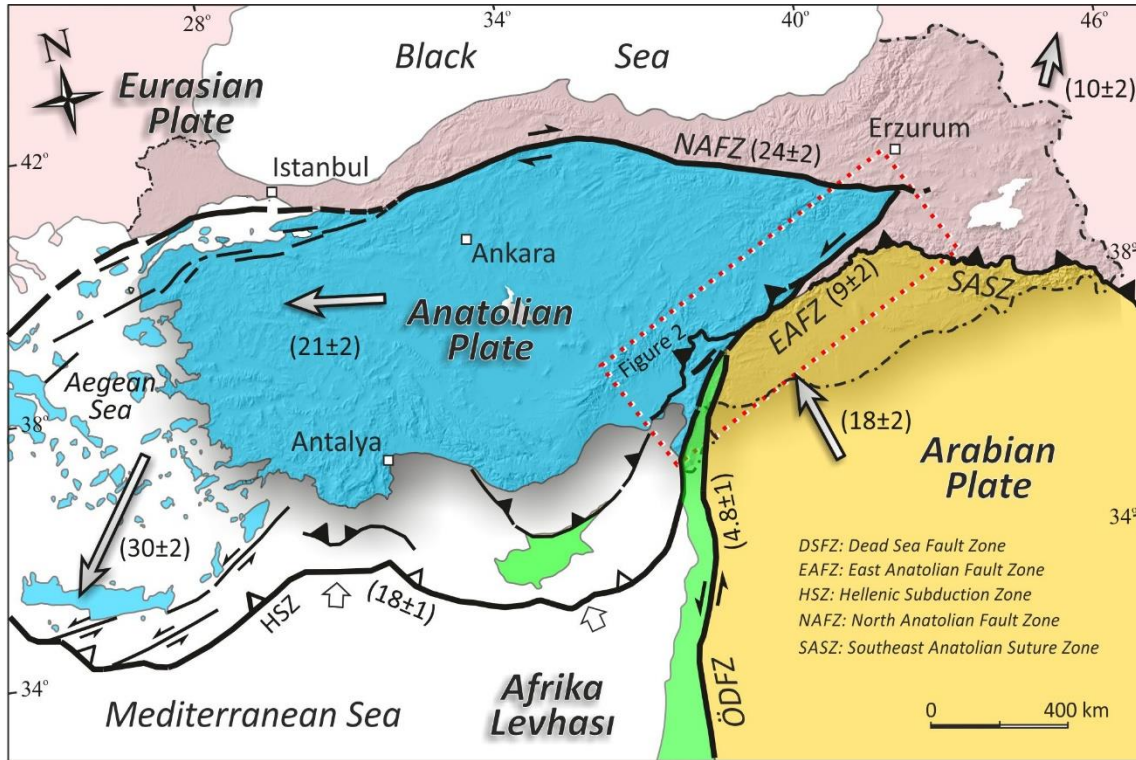 28°
34°
40°
46°
N
Black Sea
Eurasian
Plate
(10±2)
Erzurum
NAFZ (24±2)
42°
Istanbul
Ankara
38°
SASZ
EAFZ (9±2)
Anatolian
Plate
(21±2)
Figure 2
Aegean
Sea
38°
Antalya
(18±2)
Arabian
Plate
34°
(4.8±1)
(30±2)
HSZ
(18±1)
DSFZ: Dead Sea Fault Zone
EAFZ: East Anatolian Fault Zone
HSZ: Hellenic Subduction Zone
NAFZ: North Anatolian Fault Zone
SASZ: Southeast Anatolian Suture Zone
34°
Mediterranean Sea
Afrika
Levhası
ÖDFZ
0
400 km